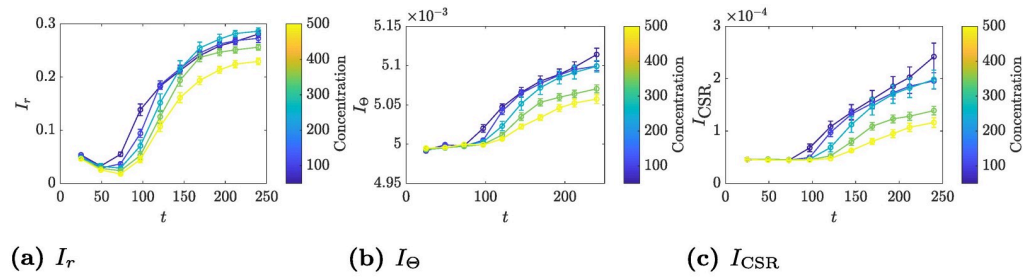 ×10⁻³
×10⁻⁴
0.4
0.3
0.2
0.1
0
I_r
0 50 100 150 200 250
t
500
400
300
200
100
Concentration
5.15
5.1
5.05
5
4.95
I_Θ
0 50 100 150 200 250
t
500
400
300
200
100
Concentration
3
2
1
0
I_CSR
0 50 100 150 200 250
t
500
400
300
200
100
Concentration
(a) I_r
(b) I_Θ
(c) I_CSR